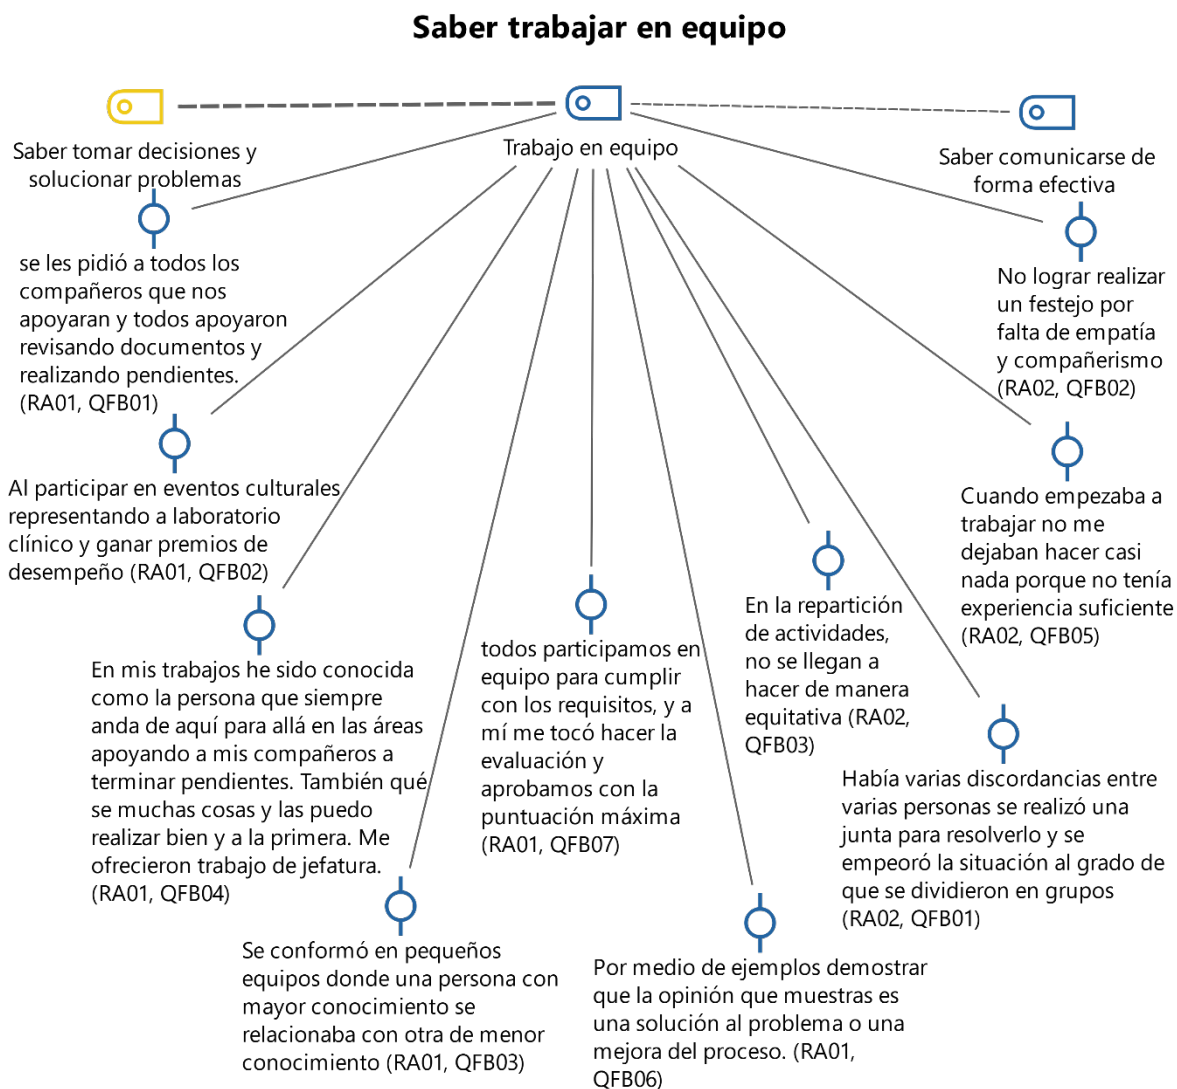 Saber trabajar en equipo
Saber tomar decisiones y
solucionar problemas
Trabajo en equipo
Saber comunicarse de
forma efectiva
se les pidió a todos los
compañeros que nos
apoyaran y todos apoyaron
revisando documentos y
realizando pendientes.
(RA01, QFB01)
No lograr realizar
un festejo por
falta de empatía
y compañerismo
(RA02, QFB02)
Al participar en eventos culturales
representando a laboratorio
clínico y ganar premios de
desempeño (RA01, QFB02)
Cuando empezaba a
trabajar no me
dejaban hacer casi
nada porque no tenía
experiencia suficiente
(RA02, QFB05)
En mis trabajos he sido conocida
como la persona que siempre
anda de aquí para allá en las áreas
apoyando a mis compañeros a
terminar pendientes. También qué
se muchas cosas y las puedo
realizar bien y a la primera. Me
ofrecieron trabajo de jefatura.
(RA01, QFB04)
todos participamos en
equipo para cumplir
con los requisitos, y a
mí me tocó hacer la
evaluación y
aprobamos con la
puntuación máxima
(RA01, QFB07)
En la repartición
de actividades,
no se llegan a
hacer de manera
equitativa (RA02,
QFB03)
Había varias discordancias entre
varias personas se realizó una
junta para resolverlo y se
empeoró la situación al grado de
que se dividieron en grupos
(RA02, QFB01)
Se conformó en pequeños
equipos donde una persona con
mayor conocimiento se
relacionaba con otra de menor
conocimiento (RA01, QFB03)
Por medio de ejemplos demostrar
que la opinión que muestras es
una solución al problema o una
mejora del proceso. (RA01,
QFB06)